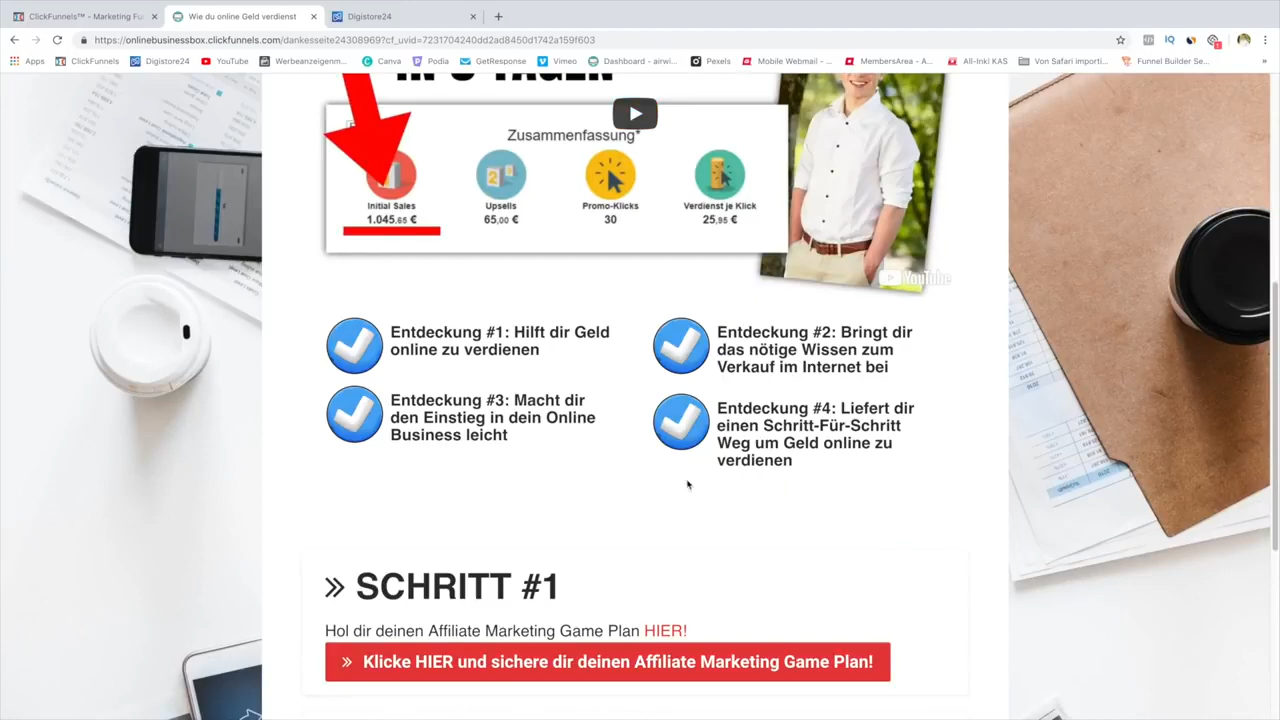 ClickFunnels™ - Marketing Fu
Wie du online Geld verdienst
Digistore24
https://onlinebusinessbox.clickfunnels.com/dankesseite24308969?cf_uvid=7231704240dd2ad8450d1742a159f603
IQ
1
Apps
ClickFunnels
Digistore24
YouTube
Werbeanzeigenm...
Canva
Podia
GetResponse
Vimeo
Dashboard - airwi...
Pexels
Mobile Webmail -...
MembersArea - A...
All-Inkl KAS
Von Safari importi...
Funnel Builder Se...
IN 3 TAGEN
Zusammenfassung*
Initial Sales
1.045,65 €
Upsells
65,00 €
Promo-Klicks
30
Verdienst je Klick
25,95 €
YouTube
Entdeckung #1: Hilft dir Geld
online zu verdienen
Entdeckung #2: Bringt dir
das nötige Wissen zum
Verkauf im Internet bei
Entdeckung #3: Macht dir
den Einstieg in dein Online
Business leicht
Entdeckung #4: Liefert dir
einen Schritt-Für-Schritt
Weg um Geld online zu
verdienen
» SCHRITT #1
Hol dir deinen Affiliate Marketing Game Plan HIER!
» Klicke HIER und sichere dir deinen Affiliate Marketing Game Plan!